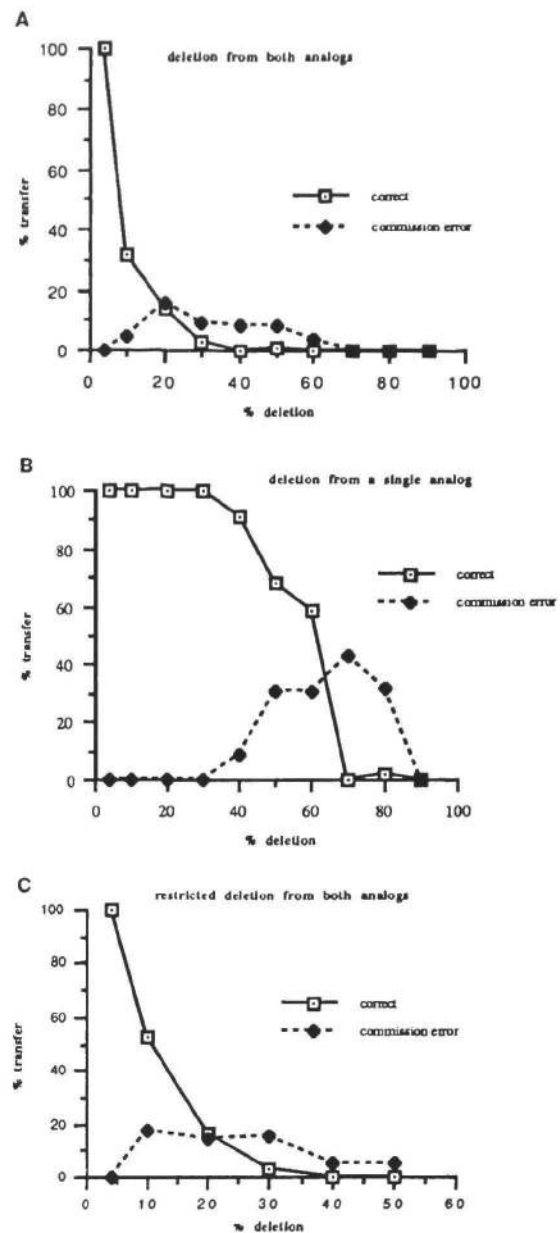 A
deletion from both analogs
100
80
60
40
20
0
% transfer
correct
commission error
0 20 40 60 80 100
% deletion
B
deletion from a single analog
100
80
60
40
20
0
% transfer
correct
commission error
0 20 40 60 80 100
% deletion
C
restricted deletion from both analogs
100
80
60
40
20
0
% transfer
correct
commission error
0 10 20 30 40 50 60
% deletion